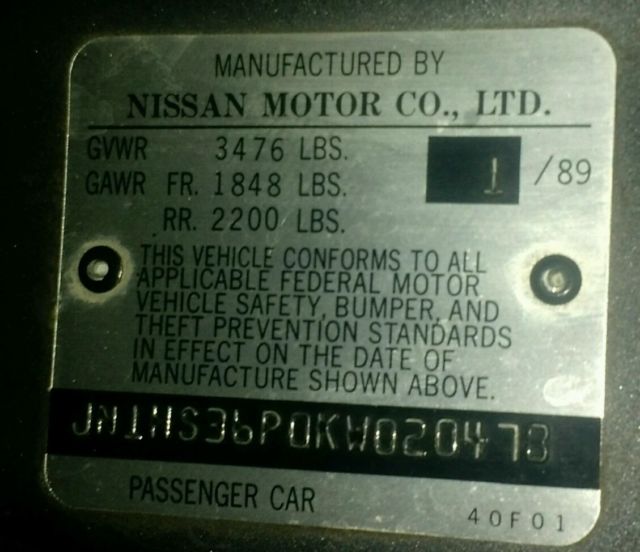 MANUFACTURED BY
NISSAN MOTOR CO., LTD.
GVWR 3476 LBS.
1 /89
GAWR FR. 1848 LBS.
RR. 2200 LBS.
THIS VEHICLE CONFORMS TO ALL
APPLICABLE FEDERAL MOTOR
VEHICLE SAFETY, BUMPER, AND
THEFT PREVENTION STANDARDS
IN EFFECT ON THE DATE OF
MANUFACTURE SHOWN ABOVE.
JN1HS36P0KW020473
PASSENGER CAR
40F01